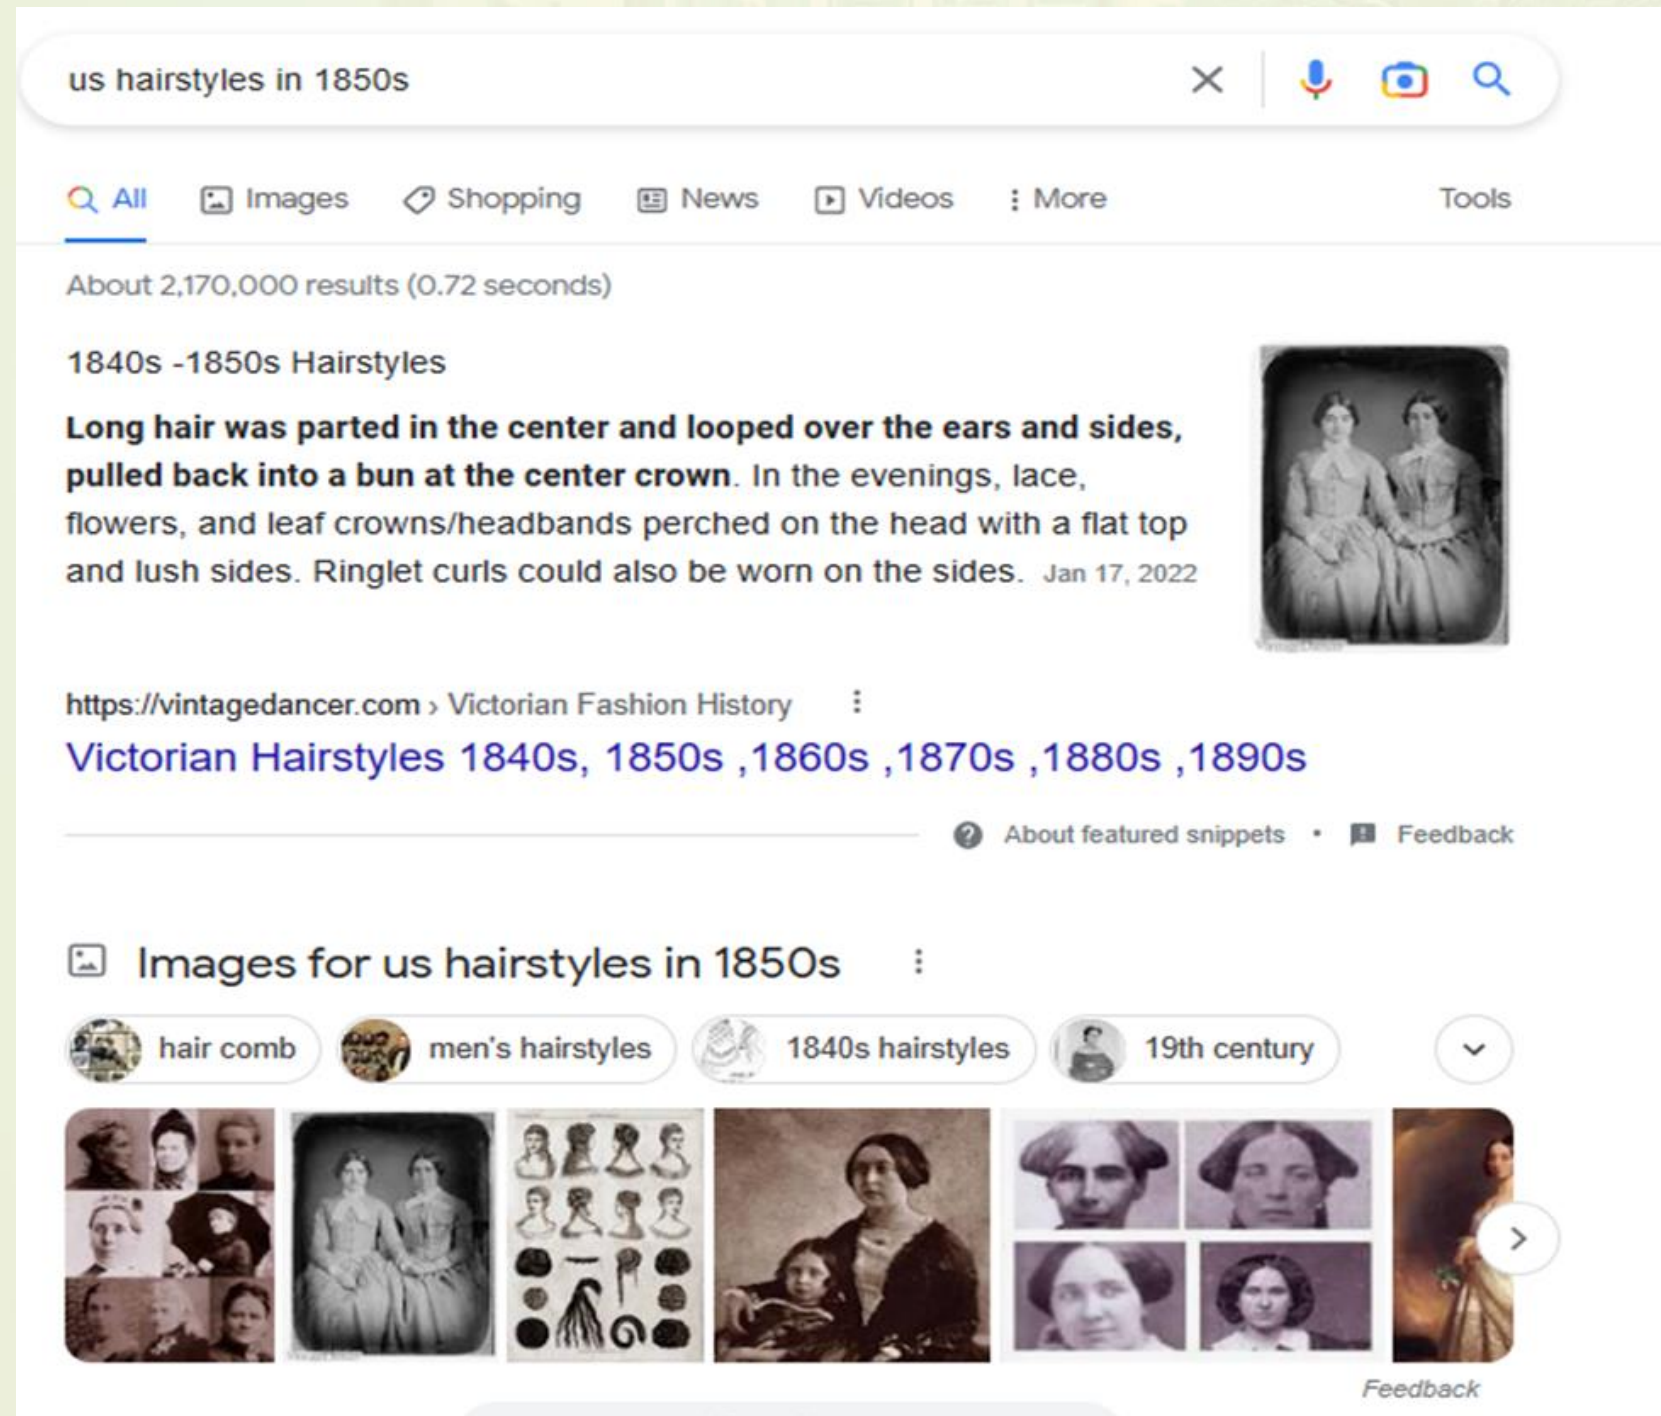 us hairstyles in 1850s
All Images Shopping News Videos More Tools
About 2,170,000 results (0.72 seconds)
1840s -1850s Hairstyles
Long hair was parted in the center and looped over the ears and sides,
pulled back into a bun at the center crown. In the evenings, lace,
flowers, and leaf crowns/headbands perched on the head with a flat top
and lush sides. Ringlet curls could also be worn on the sides. Jan 17, 2022
https://vintagedancer.com › Victorian Fashion History
Victorian Hairstyles 1840s, 1850s ,1860s ,1870s ,1880s ,1890s
About featured snippets • Feedback
Images for us hairstyles in 1850s
hair comb men's hairstyles 1840s hairstyles 19th century
Feedback